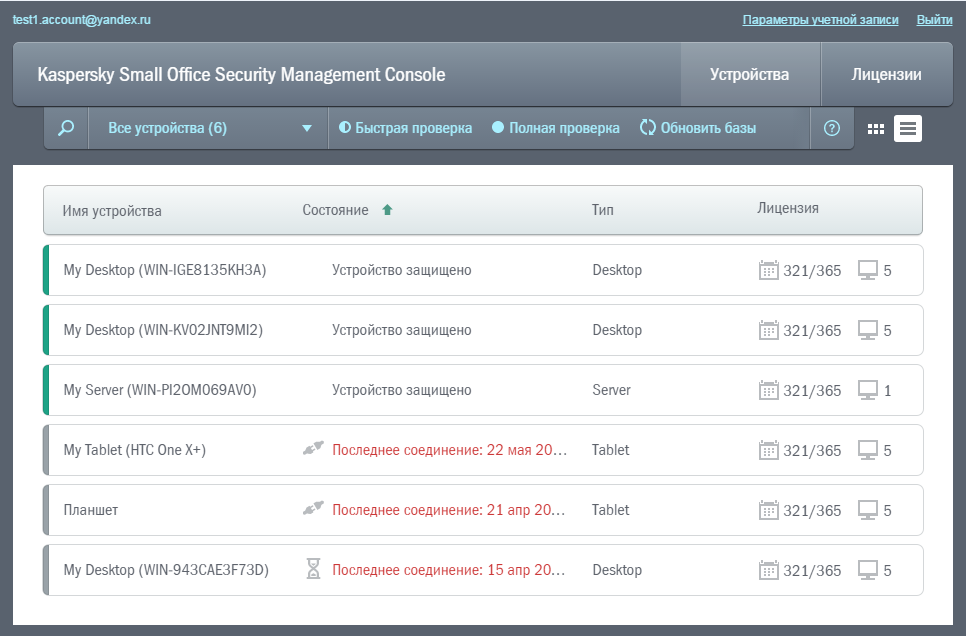 test1.account@yandex.ru Параметры учетной записи Выйти
Kaspersky Small Office Security Management Console Устройства Лицензии
Все устройства (6) Быстрая проверка Полная проверка Обновить базы ?
Имя устройства Состояние Тип Лицензия
My Desktop (WIN-IGE8135KH3A) Устройство защищено Desktop 321/365 5
My Desktop (WIN-KV02JNT9MI2) Устройство защищено Desktop 321/365 5
My Server (WIN-PI2OM069AV0) Устройство защищено Server 321/365 1
My Tablet (HTC One X+) Последнее соединение: 22 мая 20... Tablet 321/365 5
Планшет Последнее соединение: 21 апр 20... Tablet 321/365 5
My Desktop (WIN-943CAE3F73D) Последнее соединение: 15 апр 20... Desktop 321/365 5